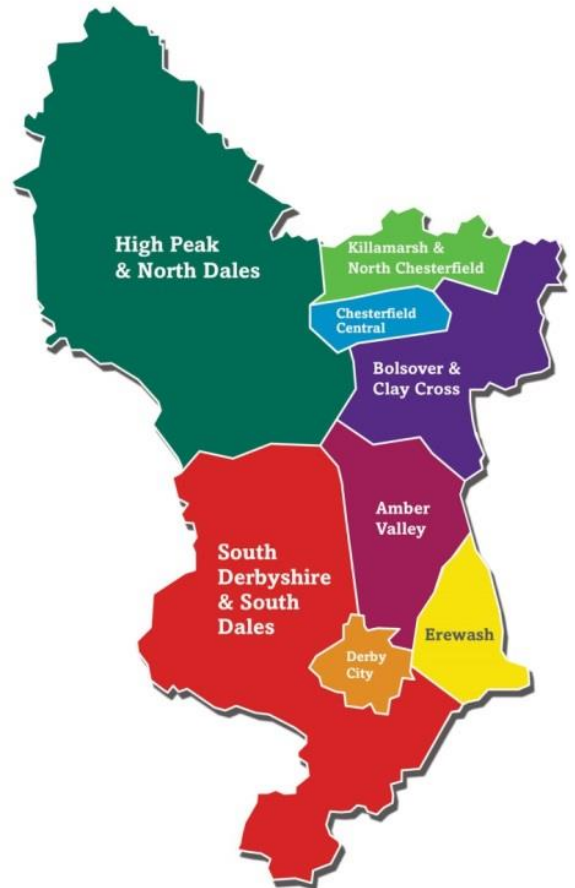 High Peak
& North Dales
Killamarsh &
North Chesterfield
Chesterfield
Central
Bolsover &
Clay Cross
Amber
Valley
South
Derbyshire
& South
Dales
Erewash
Derby
City